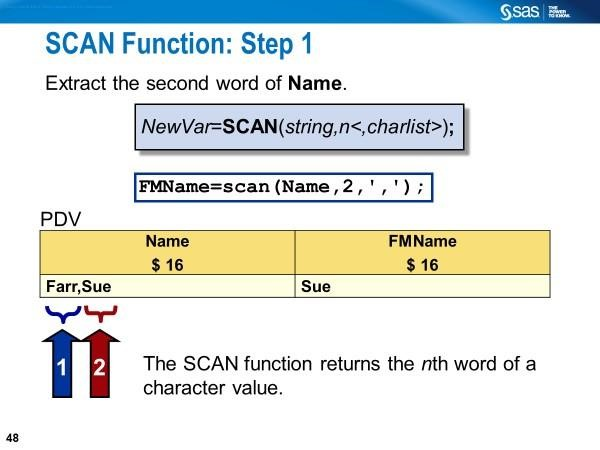 sas
THE
POWER
TO KNOW.
SCAN Function: Step 1
Extract the second word of Name.
NewVar=SCAN(string,n<,charlist>);
FMName=scan(Name,2,',');
PDV
Name FMName
$ 16 $ 16
Farr,Sue Sue
1 2
The SCAN function returns the nth word of a
character value.
48